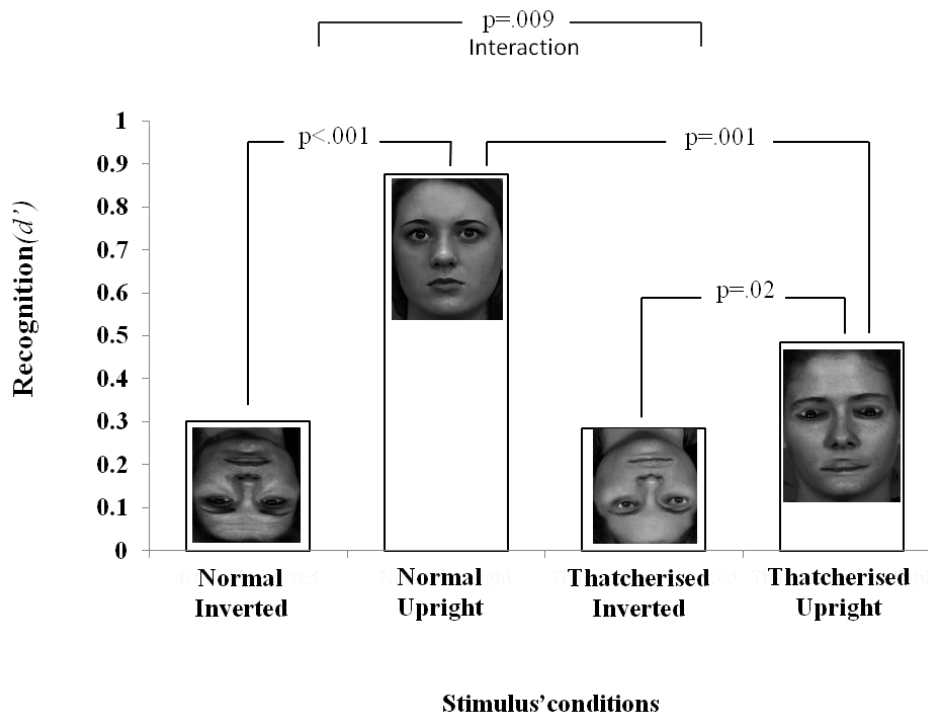 p=.009
Interaction
p<.001
p=.001
p=.02
Recognition(d’)
1
0.9
0.8
0.7
0.6
0.5
0.4
0.3
0.2
0.1
0
Normal Inverted
Normal Upright
Thatcherised Inverted
Thatcherised Upright
Stimulus’conditions